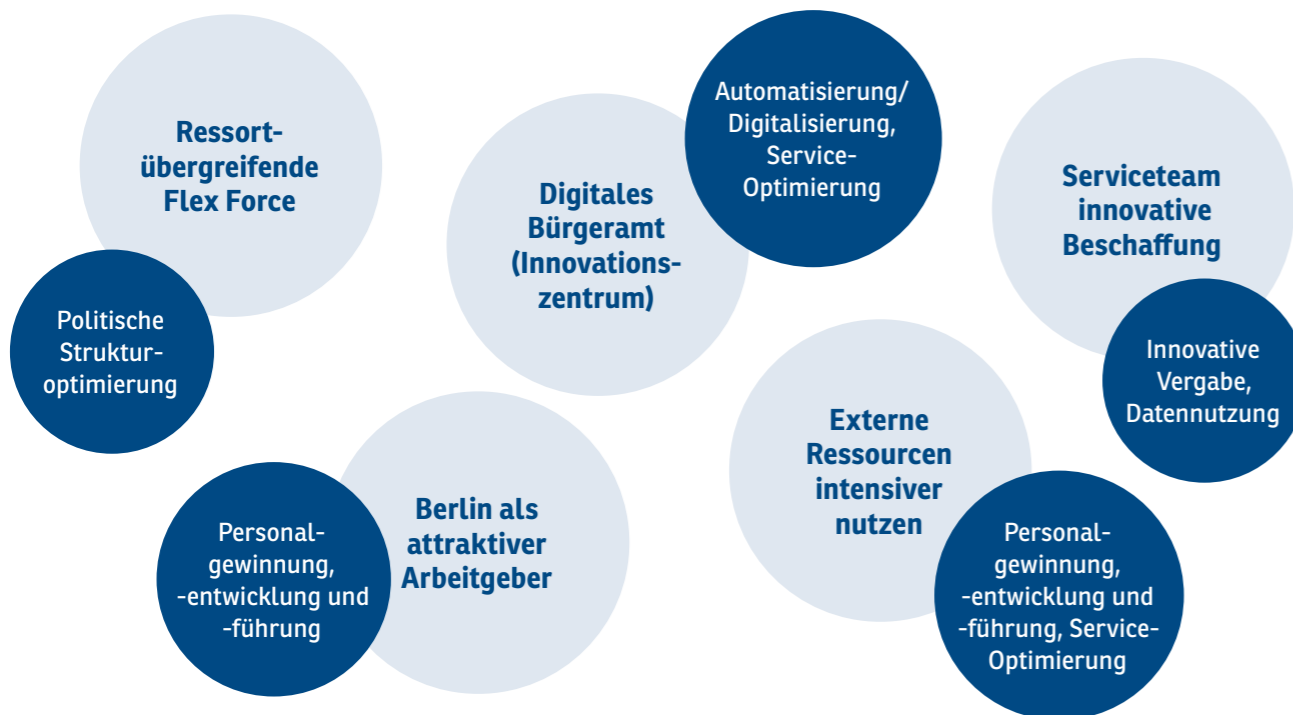 Ressort-
übergreifende
Flex Force
Politische
Struktur-
optimierung
Digitales
Bürgeramt
(Innovations-
zentrum)
Automatisierung/
Digitalisierung,
Service-
Optimierung
Serviceteam
innovative
Beschaffung
Innovative
Vergabe,
Datennutzung
Personal-
gewinnung,
-entwicklung und
-führung
Berlin als
attraktiver
Arbeitgeber
Externe
Ressourcen
intensiver
nutzen
Personal-
gewinnung,
-entwicklung und
-führung, Service-
Optimierung